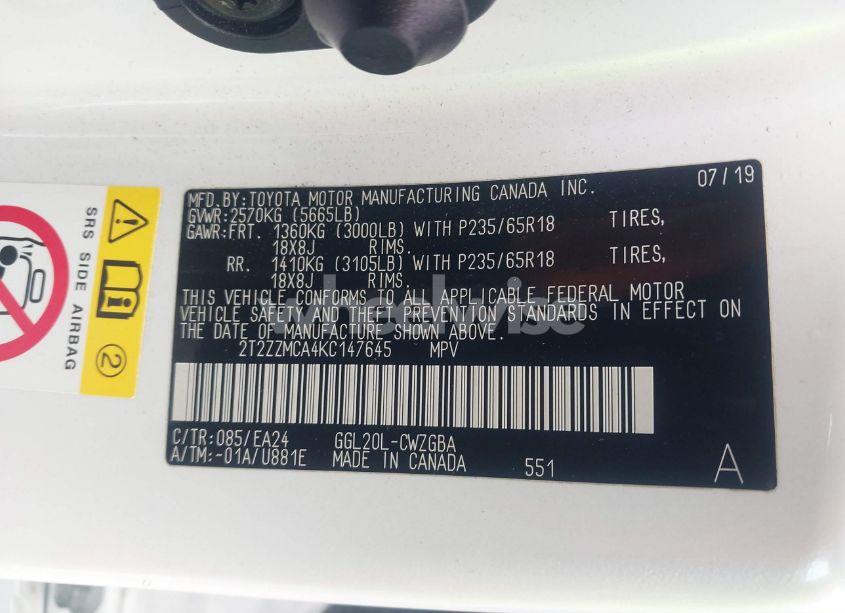 MFD.BY:TOYOTA MOTOR MANUFACTURING CANADA INC. 07/19
GVWR:2570KG (5665LB)
GAWR:FRT. 1360KG (3000LB) WITH P235/65R18 TIRES,
18X8J RIMS.
RR. 1410KG (3105LB) WITH P235/65R18 TIRES,
18X8J RIMS.
THIS VEHICLE CONFORMS TO ALL APPLICABLE FEDERAL MOTOR
VEHICLE SAFETY AND THEFT PREVENTION STANDARDS IN EFFECT ON
THE DATE OF MANUFACTURE SHOWN ABOVE.
2T2ZZMCA4KC147645 MPV
C/TR:085/EA24 GGL20L-CWZGBA
A/TM:-01A/U881E MADE IN CANADA 551 A
SRS SIDE AIRBAG
2
wheelwise